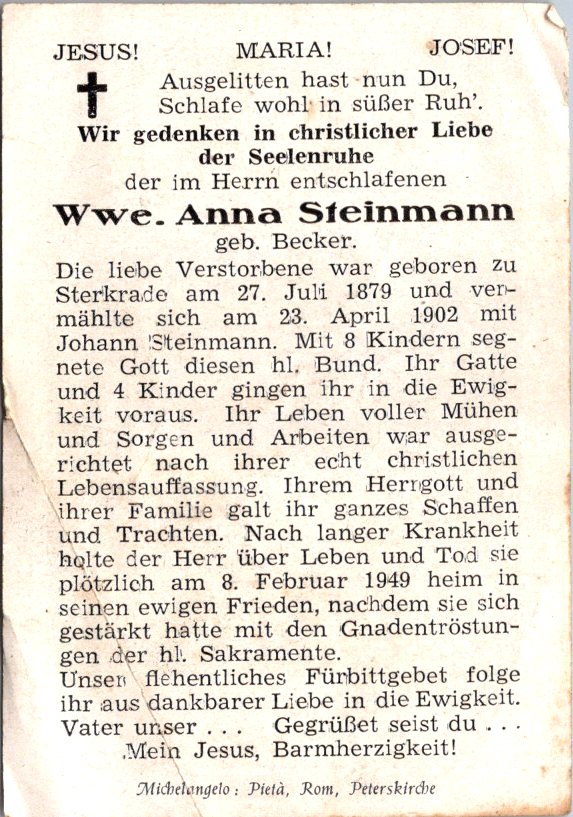 JESUS! MARIA! JOSEF!
Ausgelitten hast nun Du,
Schlafe wohl in süßer Ruh'.
Wir gedenken in christlicher Liebe
der Seelenruhe
der im Herrn entschlafenen
Wwe. Anna Steinmann
geb. Becker.
Die liebe Verstorbene war geboren zu
Sterkrade am 27. Juli 1879 und ver-
mählte sich am 23. April 1902 mit
Johann Steinmann. Mit 8 Kindern seg-
nete Gott diesen hl. Bund. Ihr Gatte
und 4 Kinder gingen ihr in die Ewig-
keit voraus. Ihr Leben voller Mühen
und Sorgen und Arbeiten war ausge-
richtet nach ihrer echt christlichen
Lebensauffassung. Ihrem Herrgott und
ihrer Familie galt ihr ganzes Schaffen
und Trachten. Nach langer Krankheit
holte der Herr über Leben und Tod sie
plötzlich am 8. Februar 1949 heim in
seinen ewigen Frieden, nachdem sie sich
gestärkt hatte mit den Gnadentröstun-
gen der hl. Sakramente.
Unser flehentliches Fürbittgebet folge
ihr aus dankbarer Liebe in die Ewigkeit.
Vater unser . . . Gegrüßet seist du . . .
Mein Jesus, Barmherzigkeit!
Michelangelo: Pietà, Rom, Peterskirche